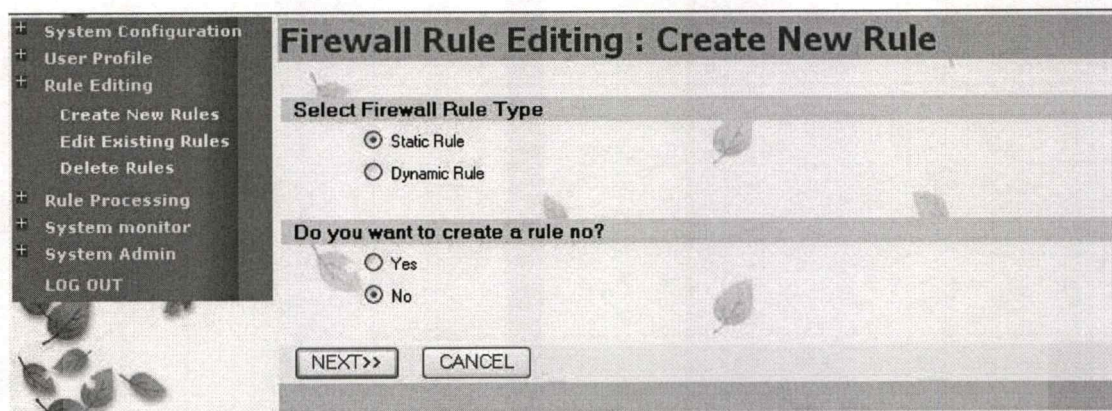 System Configuration
User Profile
Rule Editing
Create New Rules
Edit Existing Rules
Delete Rules
Rule Processing
System monitor
System Admin
LOG OUT
Firewall Rule Editing : Create New Rule
Select Firewall Rule Type
Static Rule
Dynamic Rule
Do you want to create a rule no?
Yes
No
NEXT>>
CANCEL